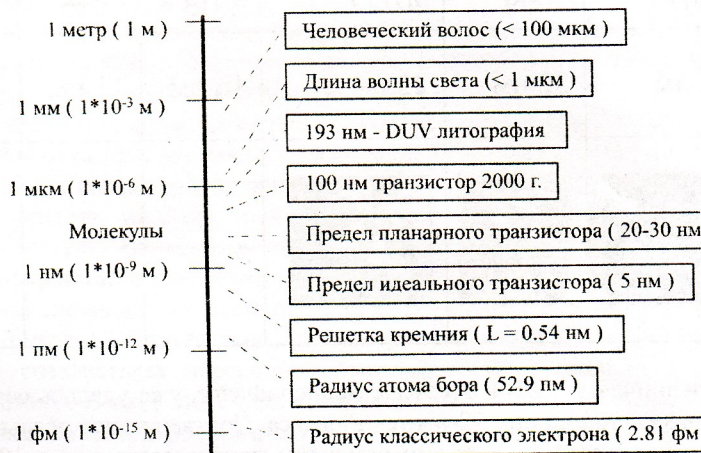 1 метр ( 1 м )
Человеческий волос (< 100 мкм )
Длина волны света (< 1 мкм )
1 мм ( 1*10⁻³ м )
193 нм - DUV литография
1 мкм ( 1*10⁻⁶ м )
100 нм транзистор 2000 г.
Молекулы
Предел планарного транзистора ( 20-30 нм
1 нм ( 1*10⁻⁹ м )
Предел идеального транзистора ( 5 нм )
Решетка кремния ( L = 0.54 нм )
1 пм ( 1*10⁻¹² м )
Радиус атома бора ( 52.9 пм )
1 фм ( 1*10⁻¹⁵ м )
Радиус классического электрона ( 2.81 фм